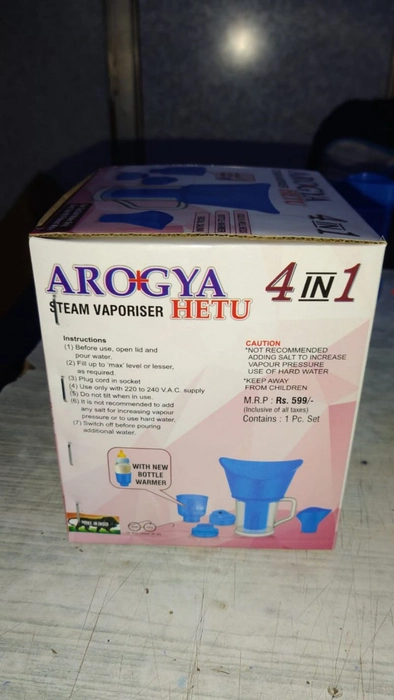 AROGYA
STEAM VAPORISER HETU
4 IN 1
Instructions
(1) Before use, open lid and
pour water.
(2) Fill up to 'max' level or lesser,
as required.
(3) Plug cord in socket
(4) Use only with 220 to 240 V.A.C. supply
(5) Do not tilt when in use.
(6) It is not recommended to add
any salt for increasing vapour
pressure or to use hard water.
(7) Switch off before pouring
additional water.
CAUTION
*NOT RECOMMENDED
ADDING SALT TO INCREASE
VAPOUR PRESSURE
USE OF HARD WATER
*KEEP AWAY
FROM CHILDREN
M.R.P : Rs. 599/-
(Inclusive of all taxes)
Contains : 1 Pc. Set
WITH NEW
BOTTLE
WARMER
MAKE IN INDIA